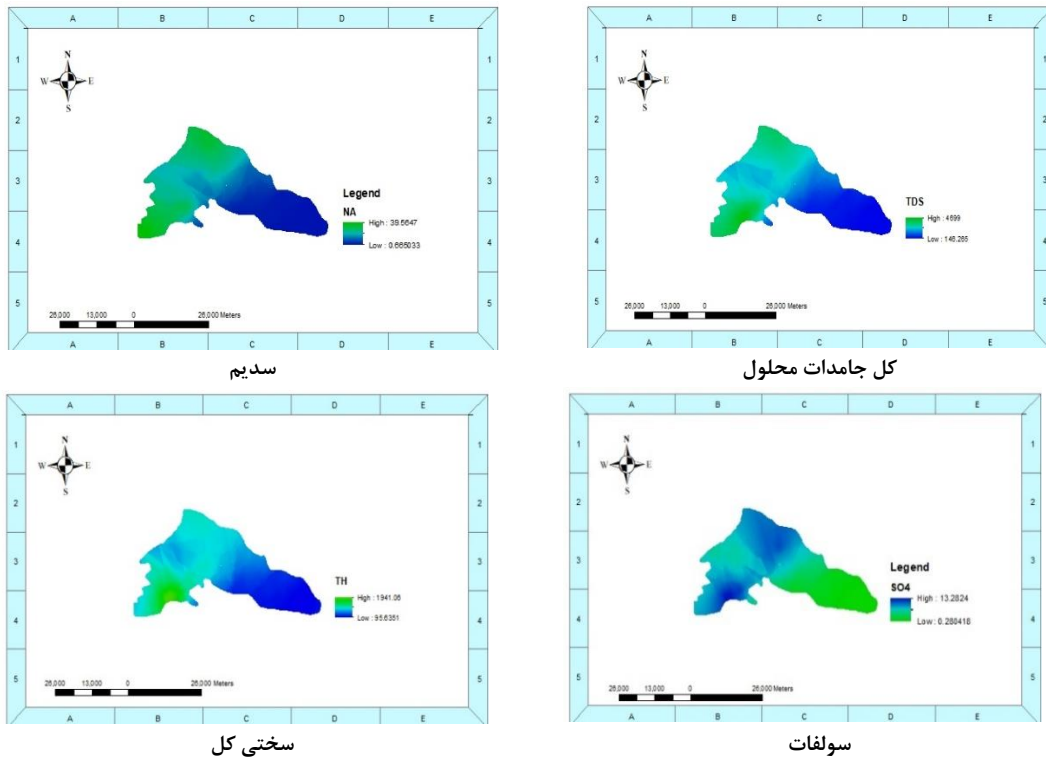 A B C D E
1 1
N
W E
S
2 2
3 3
Legend
NA
High : 39.5647
Low : 0.665033
4 4
5 5
26,000 13,000 0 26,000 Meters
A B C D E
سدیم
A B C D E
1 1
N
W E
S
2 2
3 3
TDS
High : 4699
Low : 146.265
4 4
5 5
26,000 13,000 0 26,000 Meters
A B C D E
کل جامدات محلول
A B C D E
1 1
N
W E
S
2 2
3 3
TH
High : 1941.06
Low : 95.6351
4 4
5 5
26,000 13,000 0 26,000 Meters
A B C D E
سختی کل
A B C D E
1 1
N
W E
S
2 2
3 3
Legend
SO4
High : 13.2824
Low : 0.280418
4 4
5 5
26,000 13,000 0 26,000 Meters
A B C D E
سولفات